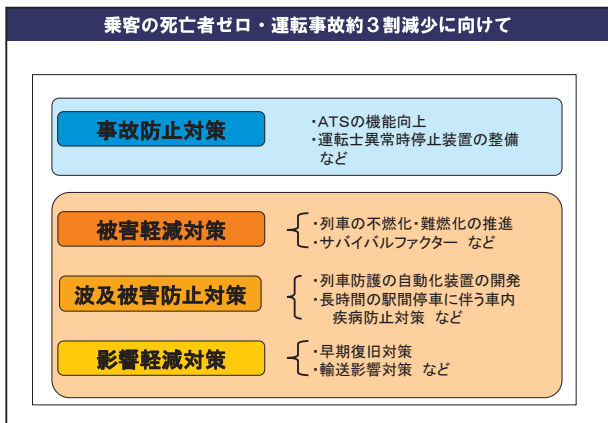 乗客の死亡者ゼロ・運転事故約3割減少に向けて
事故防止対策
・ATSの機能向上
・運転士異常時停止装置の整備
など
被害軽減対策
・列車の不燃化・難燃化の推進
・サバイバルファクター など
波及被害防止対策
・列車防護の自動化装置の開発
・長時間の駅間停車に伴う車内
疾病防止対策 など
影響軽減対策
・早期復旧対策
・輸送影響対策 など